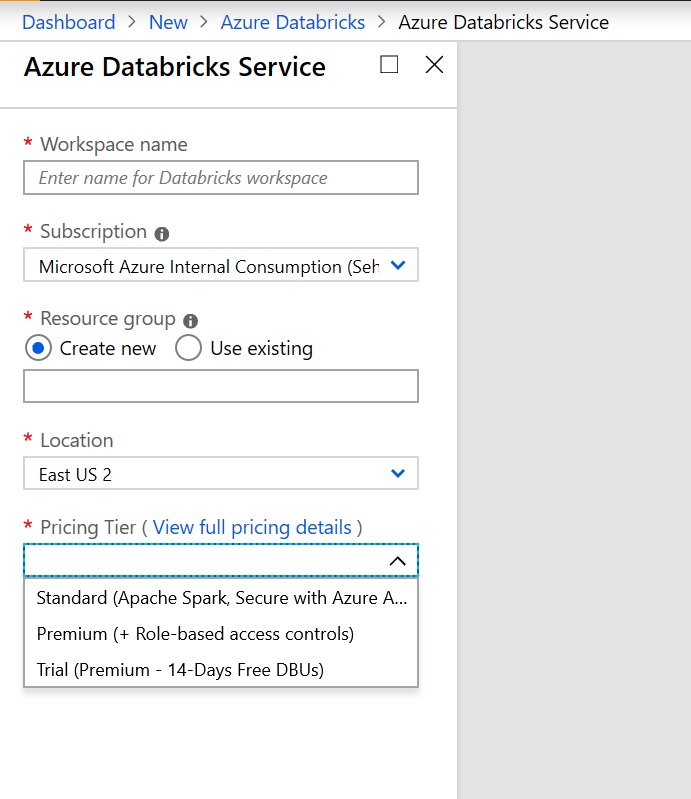 Dashboard > New > Azure Databricks > Azure Databricks Service
Azure Databricks Service
* Workspace name
Enter name for Databricks workspace
* Subscription
Microsoft Azure Internal Consumption (Seh
* Resource group
Create new Use existing
* Location
East US 2
* Pricing Tier ( View full pricing details )
Standard (Apache Spark, Secure with Azure A...
Premium (+ Role-based access controls)
Trial (Premium - 14-Days Free DBUs)